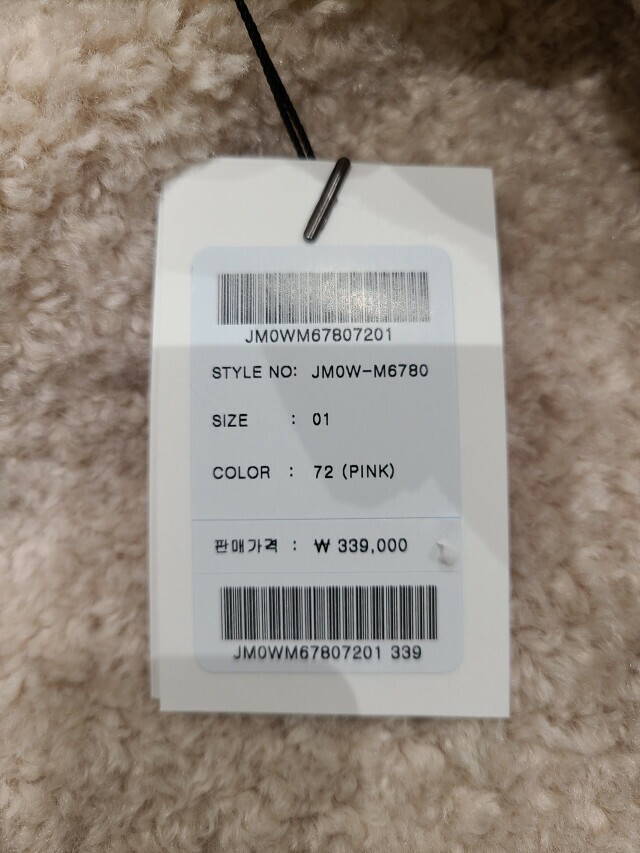 JM0WM67807201
STYLE NO: JM0W-M6780
SIZE : 01
COLOR : 72 (PINK)
판매가격 : ₩ 339,000
JM0WM67807201 339